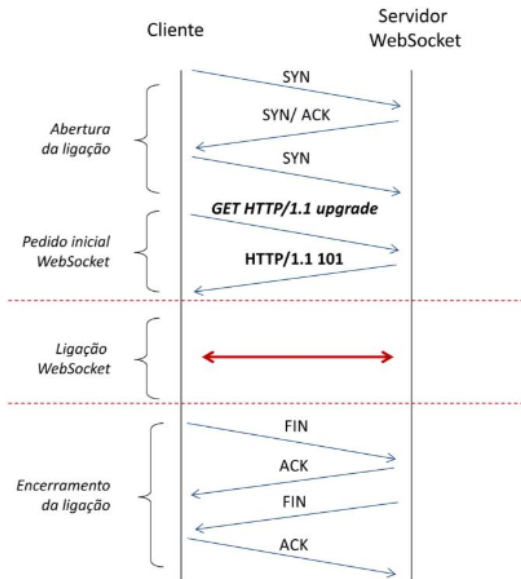 Cliente
Servidor
WebSocket
SYN
SYN/ ACK
Abertura
da ligação
SYN
GET HTTP/1.1 upgrade
Pedido inicial
WebSocket
HTTP/1.1 101
Ligação
WebSocket
FIN
ACK
Encerramento
da ligação
FIN
ACK